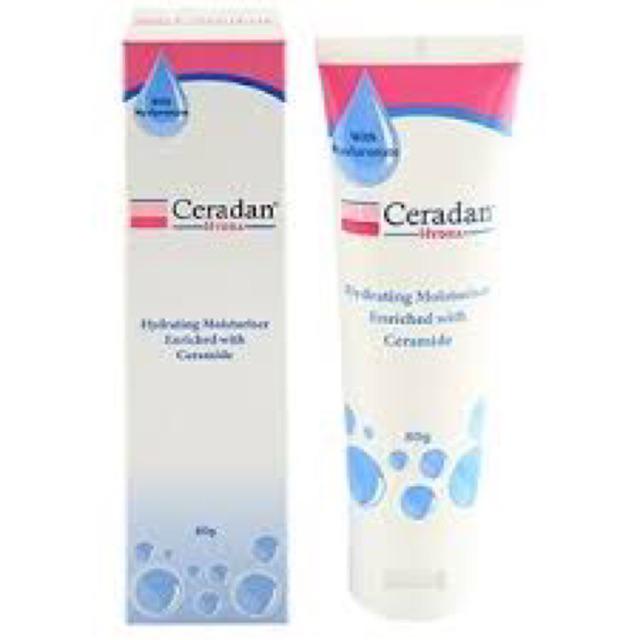 With
Hyaluronate
Ceradan
HYDRA
Hydrating Moisturiser
Enriched with
Ceramide
80g
With
Hyaluronate
Ceradan
HYDRA
Hydrating Moisturiser
Enriched with
Ceramide
80g